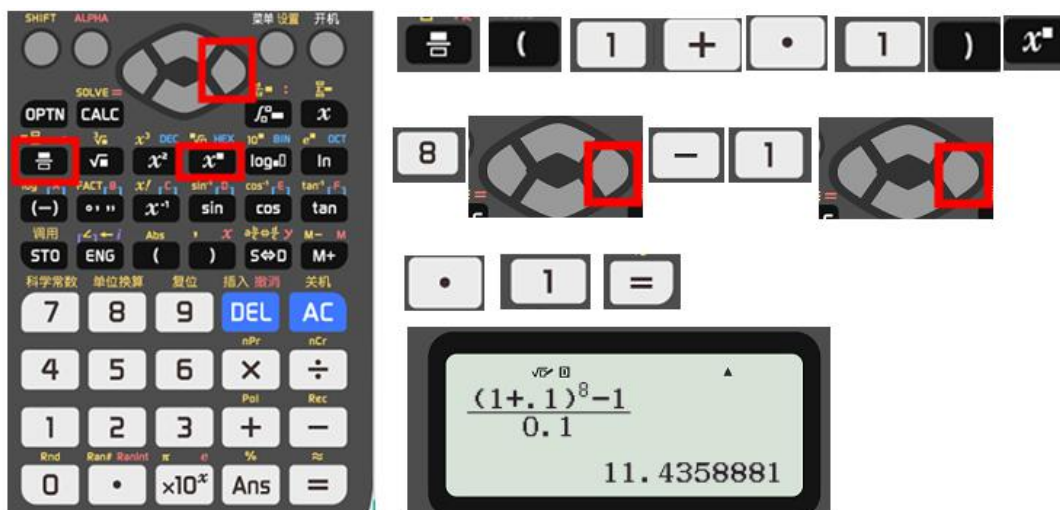 SHIFT ALPHA 菜单 设置 开机
SOLVE = :
OPTN CALC x
x³ DEC HEX 10■ BIN e■ OCT
√■ x² x■ log■□ ln
FACT B x! C sin⁻¹ D cos⁻¹ E tan⁻¹ F
(−) x⁻¹ sin cos tan
调用 ∠ ← i Abs , x y M− M
STO ENG ( ) S⇔D M+
科学常数 单位换算 复位 插入 撤消 关机
7 8 9 DEL AC
nPr nCr
4 5 6 × ÷
Pol Rec
1 2 3 + −
Rnd Ran# RanInt π e % ≈
0 • ×10ˣ Ans =
( 1 + • 1 ) x■
8 − 1
• 1 =
(1+.1)⁸−1
0.1
11.4358881